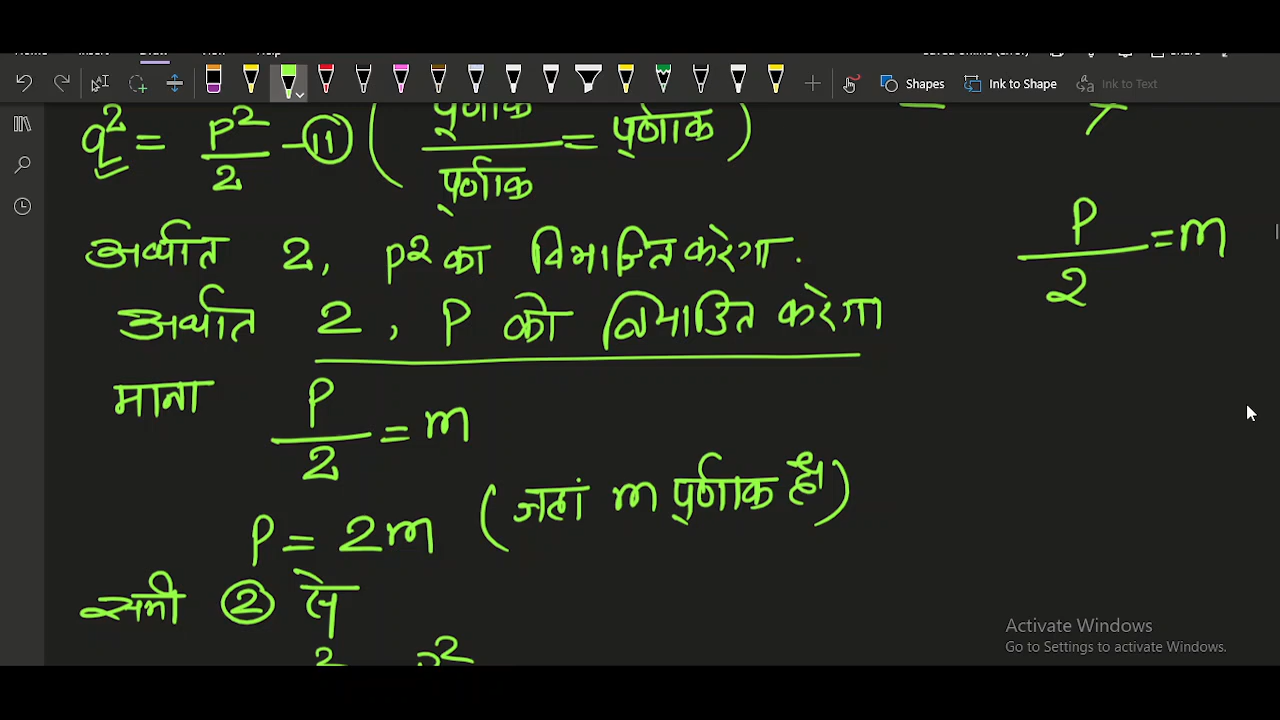 Shapes Ink to Shape Ink to Text
q² = p²/2 – ⑪ (पूर्णांक/पूर्णांक = पूर्णांक)
अर्थात 2, p² का विभाजित करेगा.
अर्थात 2, P को विभाजित करेगा
P/2 = m
माना P/2 = m
P = 2m (जहां m पूर्णांक है)
समी ② से
Activate Windows
Go to Settings to activate Windows.